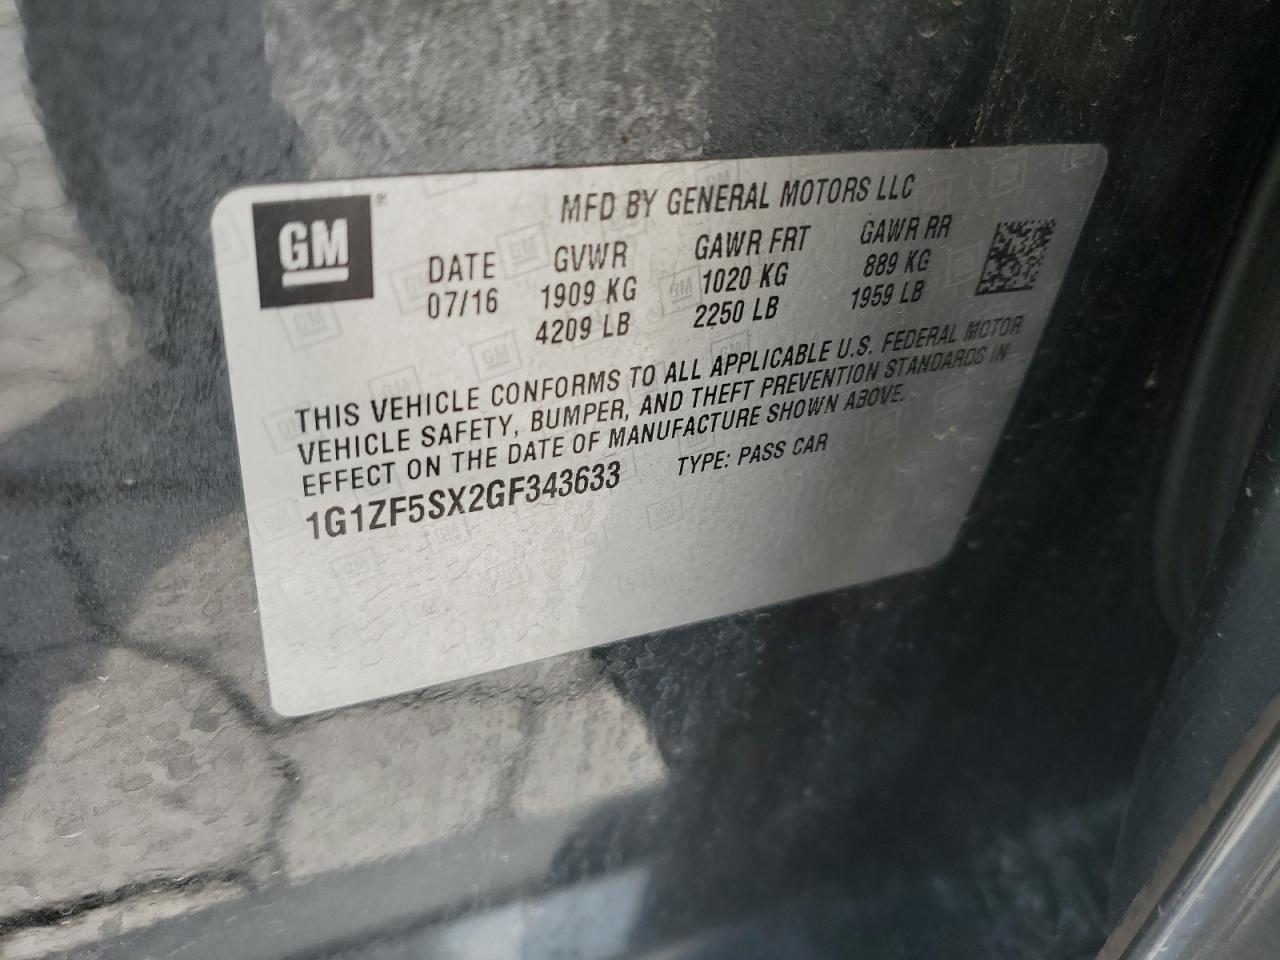 GM
MFD BY GENERAL MOTORS LLC
DATE GVWR GAWR FRT GAWR RR
07/16 1909 KG 1020 KG 889 KG
4209 LB 2250 LB 1959 LB
THIS VEHICLE CONFORMS TO ALL APPLICABLE U.S. FEDERAL MOTOR
VEHICLE SAFETY, BUMPER, AND THEFT PREVENTION STANDARDS IN
EFFECT ON THE DATE OF MANUFACTURE SHOWN ABOVE.
1G1ZF5SX2GF343633 TYPE: PASS CAR